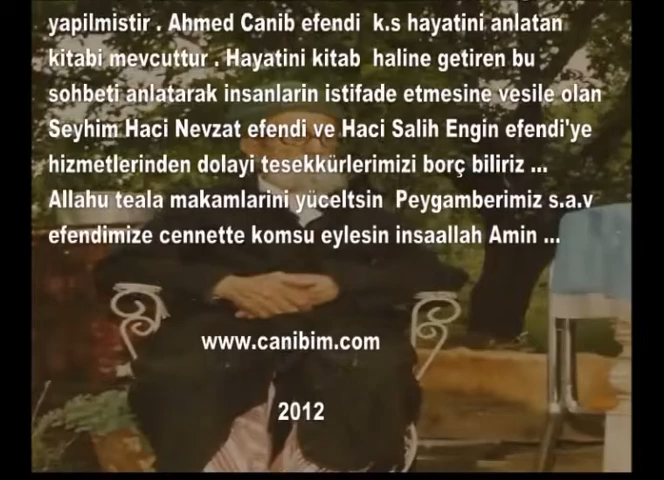 yapilmistir . Ahmed Canib efendi k.s hayatini anlatan
kitabi mevcuttur . Hayatini kitab haline getiren bu
sohbeti anlatarak insanlarin istifade etmesine vesile olan
Seyhim Haci Nevzat efendi ve Haci Salih Engin efendi'ye
hizmetlerinden dolayi tesekkürlerimizi borç biliriz ...
Allahu teala makamlarini yüceltsin Peygamberimiz s.a.v
efendimize cennette komsu eylesin insaallah Amin ...
www.canibim.com
2012